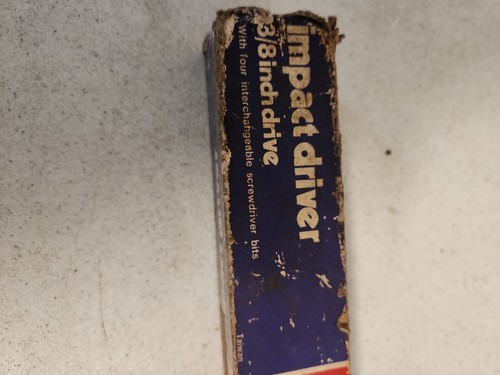 impact driver
3/8 inch drive
With four interchangeable screwdriver bits
Taiwan